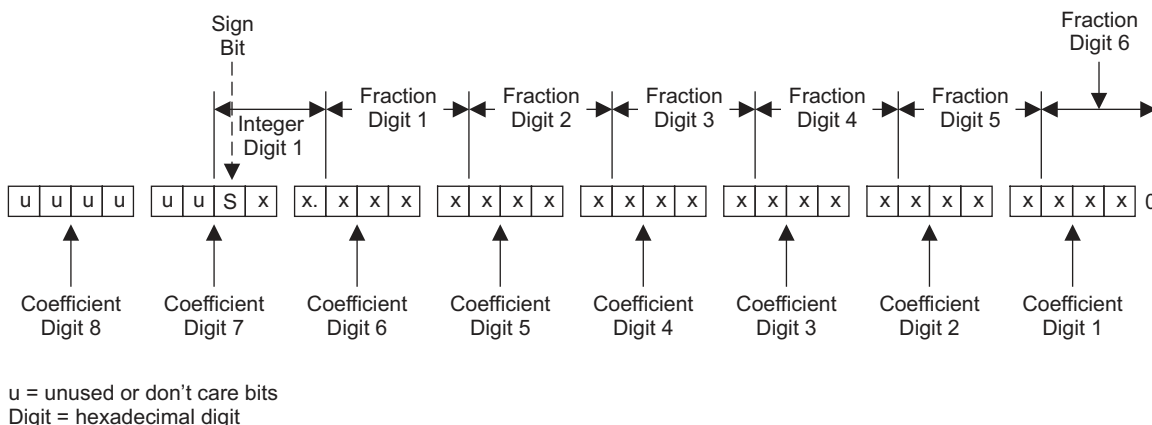 Sign
Bit
Fraction
Digit 6
Integer
Digit 1
Fraction
Digit 1
Fraction
Digit 2
Fraction
Digit 3
Fraction
Digit 4
Fraction
Digit 5
u u u u u u S x x. x x x x x x x x x x x x x x x x x x x x x x x 0
Coefficient
Digit 8
Coefficient
Digit 7
Coefficient
Digit 6
Coefficient
Digit 5
Coefficient
Digit 4
Coefficient
Digit 3
Coefficient
Digit 2
Coefficient
Digit 1
u = unused or don’t care bits
Digit = hexadecimal digit